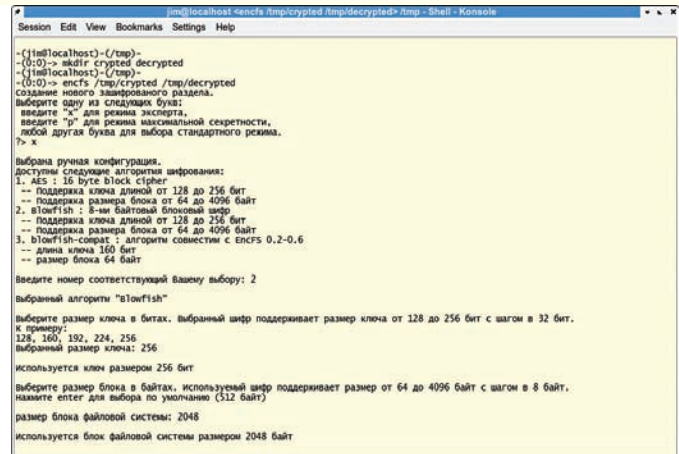 jim@localhost <encfs /tmp/crypted /tmp/decrypted> /tmp - Shell - Konsole
Session Edit View Bookmarks Settings Help
-(jim@localhost)-(/tmp)-
-(0:0)-> mkdir crypted decrypted
-(jim@localhost)-(/tmp)-
-(0:0)-> encfs /tmp/crypted /tmp/decrypted
Создание нового зашифрованого раздела.
Выберите одну из следующих букв:
введите "x" для режима эксперта,
введите "p" для режима максимальной секретности,
любой другая буква для выбора стандартного режима.
?> x
Выбрана ручная конфигурация.
Доступны следующие алгоритмы шифрования:
1. AES : 16 byte block cipher
-- Поддержка ключа длиной от 128 до 256 бит
-- Поддержка размера блока от 64 до 4096 байт
2. Blowfish : 8-ми байтовый блоковый шифр
-- Поддержка ключа длиной от 128 до 256 бит
-- Поддержка размера блока от 64 до 4096 байт
3. blowfish-compat : алгоритм совместим с EncFS 0.2-0.6
-- длина ключа 160 бит
-- размер блока 64 байт
Введите номер соответствующий Вашему выбору: 2
Выбранный алгоритм "Blowfish"
Выберите размер ключа в битах. Выбранный шифр поддерживает размер ключа от 128 до 256 бит с шагом в 32 бит.
К примеру:
128, 160, 192, 224, 256
Выбранный размер ключа: 256
Используется ключ размером 256 бит
Выберите размер блока в байтах. Используемый шифр поддерживает размер от 64 до 4096 байт с шагом в 8 байт.
Нажмите enter для выбора по умолчанию (512 байт)
размер блока файловой системы: 2048
Используется блок файловой системы размером 2048 байт